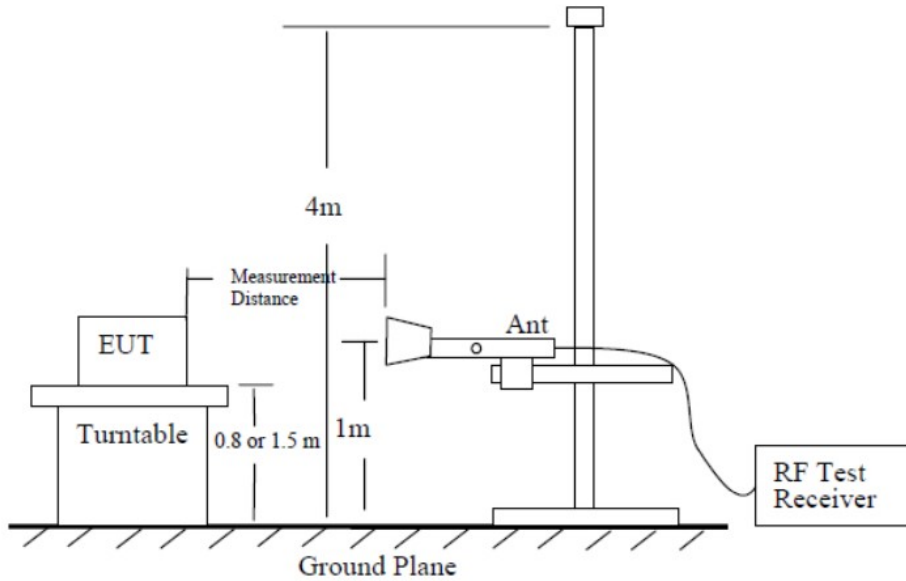 4m
Measurement
Distance
Ant
EUT
Turntable
0.8 or 1.5 m
1m
RF Test
Receiver
Ground Plane